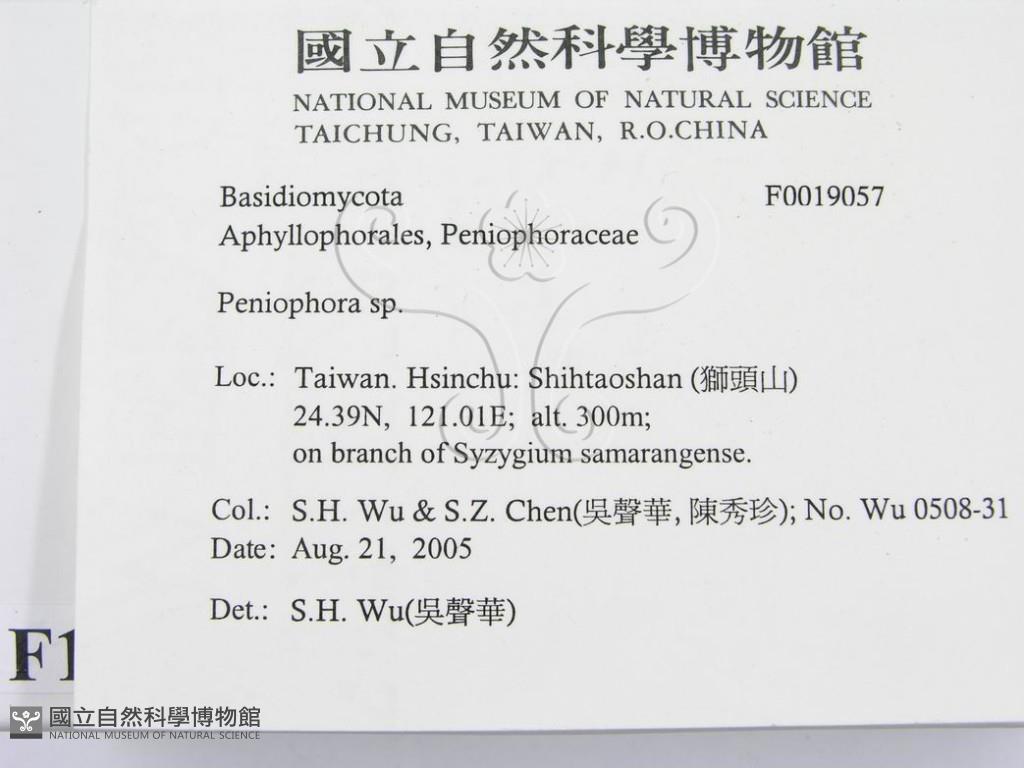 國立自然科學博物館
NATIONAL MUSEUM OF NATURAL SCIENCE
TAICHUNG, TAIWAN, R.O.CHINA
Basidiomycota F0019057
Aphyllophorales, Peniophoraceae
Peniophora sp.
Loc.: Taiwan. Hsinchu: Shihtaoshan (獅頭山)
24.39N, 121.01E; alt. 300m;
on branch of Syzygium samarangense.
Col.: S.H. Wu & S.Z. Chen(吳聲華, 陳秀珍); No. Wu 0508-31
Date: Aug. 21, 2005
Det.: S.H. Wu(吳聲華)
F1
國立自然科學博物館
NATIONAL MUSEUM OF NATURAL SCIENCE